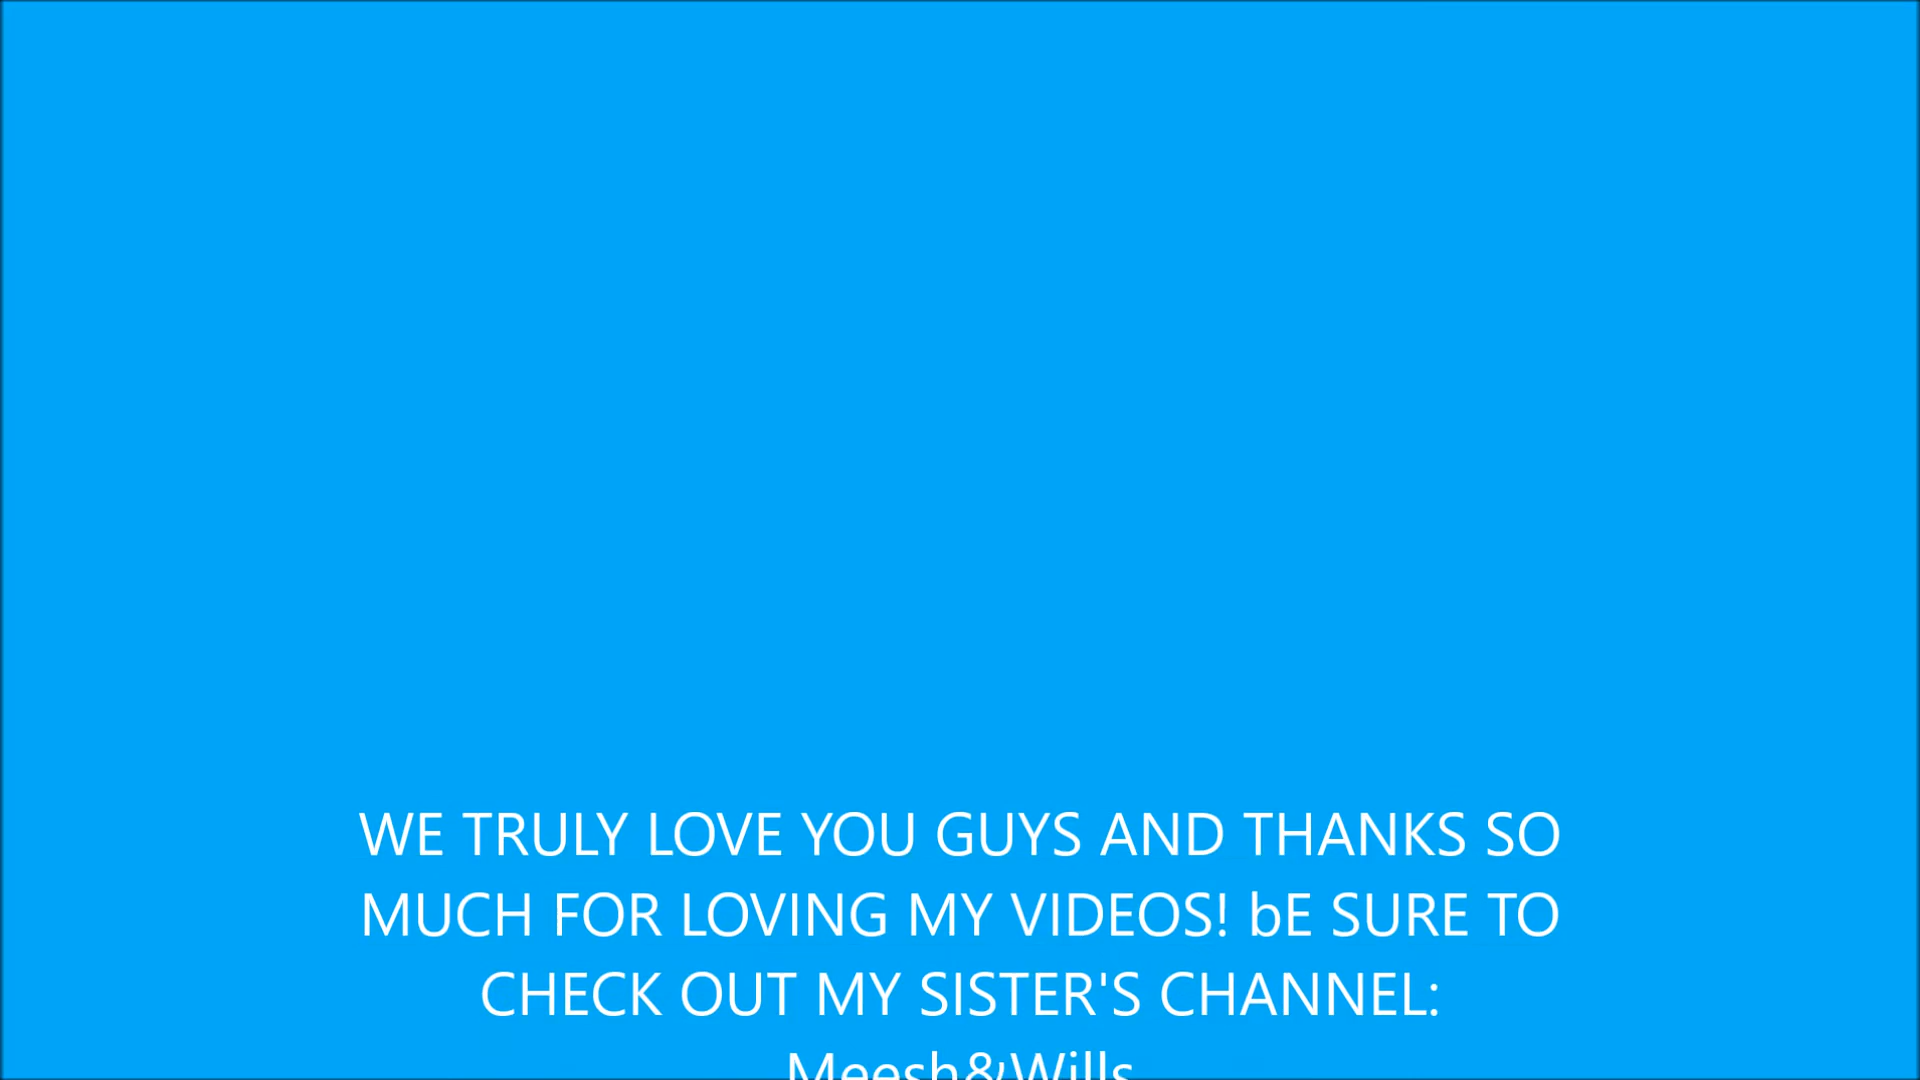 WE TRULY LOVE YOU GUYS AND THANKS SO
MUCH FOR LOVING MY VIDEOS! bE SURE TO
CHECK OUT MY SISTER'S CHANNEL:
Meesh&Wills